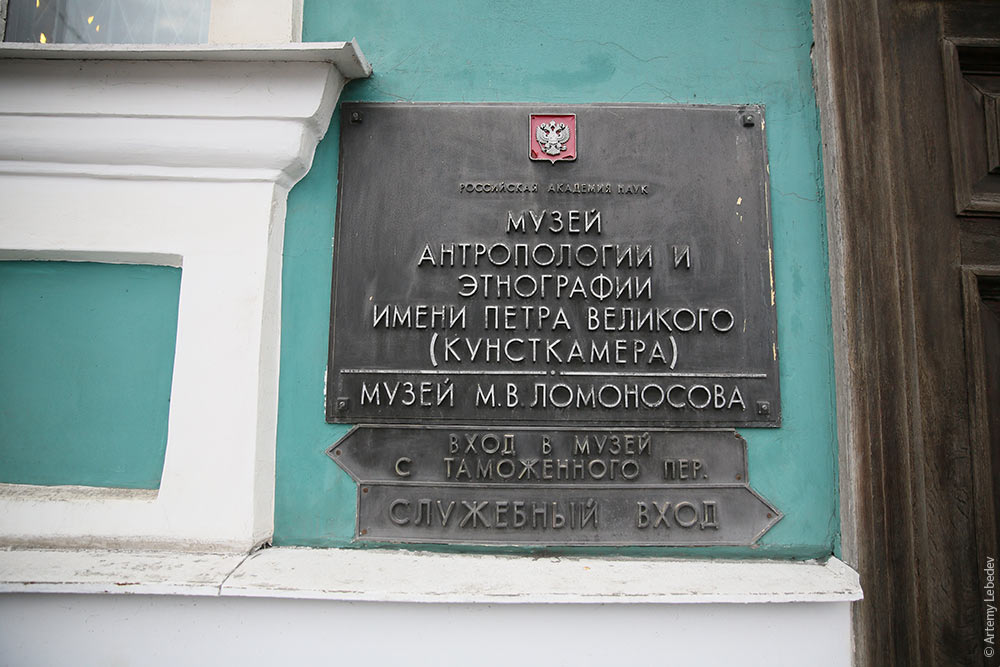 РОССИЙСКАЯ АКАДЕМИЯ НАУК
МУЗЕЙ
АНТРОПОЛОГИИ И
ЭТНОГРАФИИ
ИМЕНИ ПЕТРА ВЕЛИКОГО
(КУНСТКАМЕРА)
МУЗЕЙ М.В. ЛОМОНОСОВА
ВХОД В МУЗЕЙ
С ТАМОЖЕННОГО ПЕР.
СЛУЖЕБНЫЙ ВХОД
© Artemy Lebedev